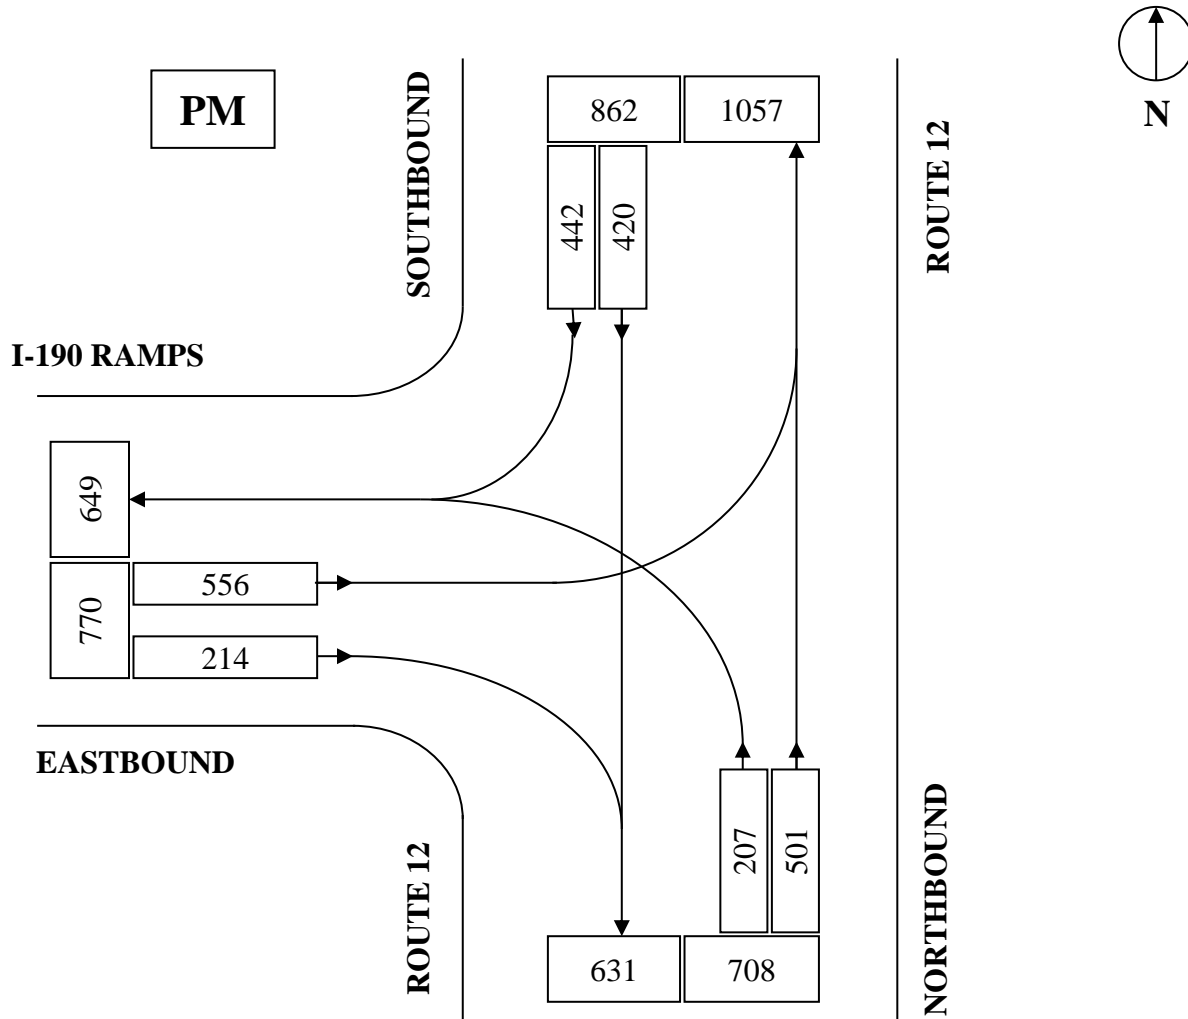 PM
SOUTHBOUND
862
1057
N
ROUTE 12
442
420
I-190 RAMPS
649
556
770
214
EASTBOUND
ROUTE 12
207
501
NORTHBOUND
631
708